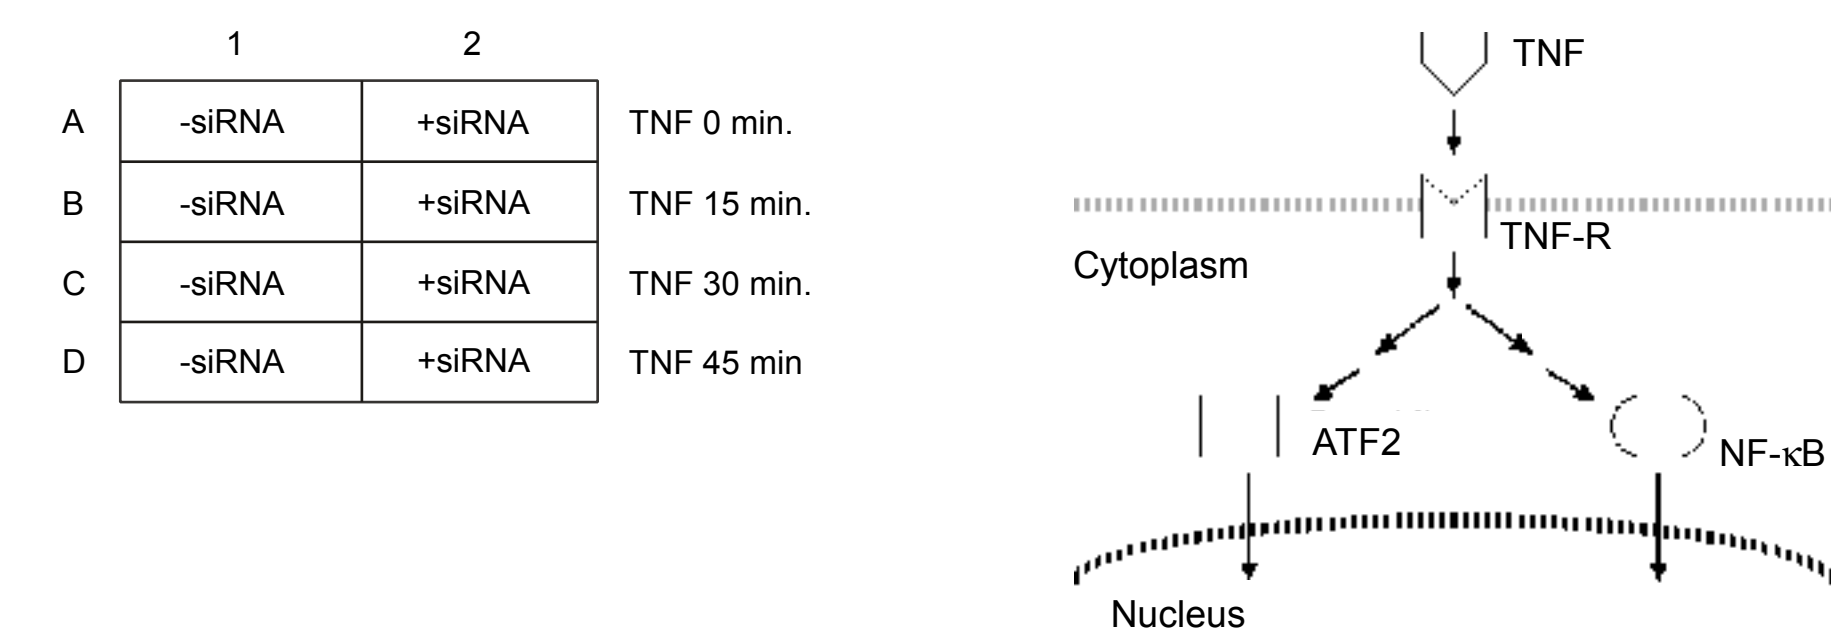 1 2
A -siRNA +siRNA TNF 0 min.
B -siRNA +siRNA TNF 15 min.
C -siRNA +siRNA TNF 30 min.
D -siRNA +siRNA TNF 45 min
TNF
TNF-R
Cytoplasm
ATF2
NF-κB
Nucleus